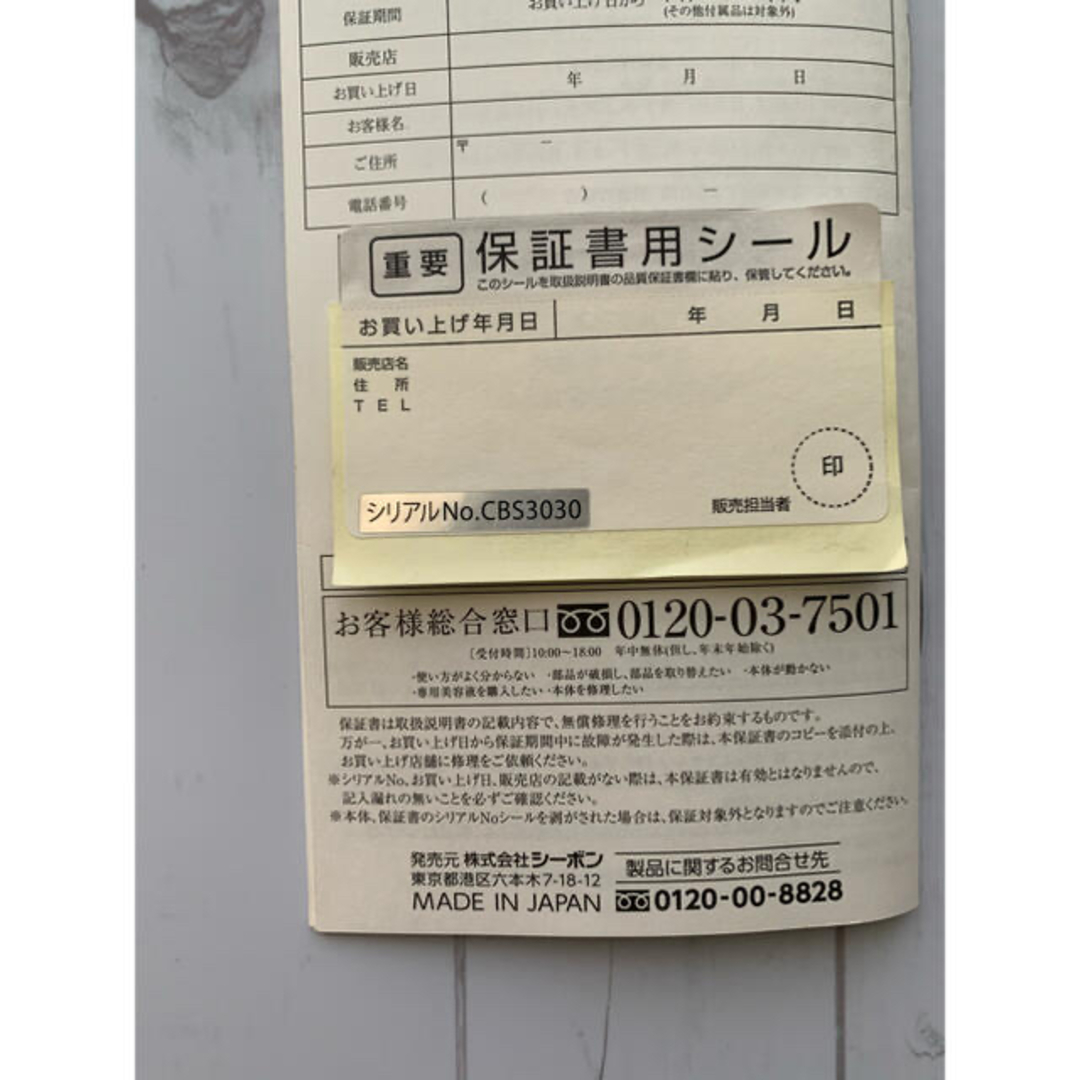 保証期間 お買い上げ日から
(その他付属品は対象外)
販売店
お買い上げ日 年 月 日
お客様名
ご住所 〒 ー
電話番号 ( ) ー
重要 保証書用シール
このシールを取扱説明書の品質保証書欄に貼り、保管してください。
お買い上げ年月日 年 月 日
販売店名
住 所
T E L
印
シリアルNo.CBS3030 販売担当者
お客様総合窓口 0120-03-7501
〔受付時間〕10:00〜18:00 年中無休(但し、年末年始除く)
・使い方がよく分からない ・部品が破損し、部品を取り替えたい ・本体が動かない
・専用美容液を購入したい ・本体を修理したい
保証書は取扱説明書の記載内容で、無償修理を行うことをお約束するものです。
万が一、お買い上げ日から保証期間中に故障が発生した際は、本保証書のコピーを添付の上、
お買い上げ店舗に修理をご依頼ください。
※シリアルNo、お買い上げ日、販売店の記載がない際は、本保証書は有効とはなりませんので、
記入漏れの無いことを必ずご確認ください。
※本体、保証書のシリアルNoシールを剥がされた場合は、保証対象外となりますのでご注意ください。
発売元 株式会社シーボン
東京都港区六本木7-18-12
MADE IN JAPAN
製品に関するお問合せ先
0120-00-8828